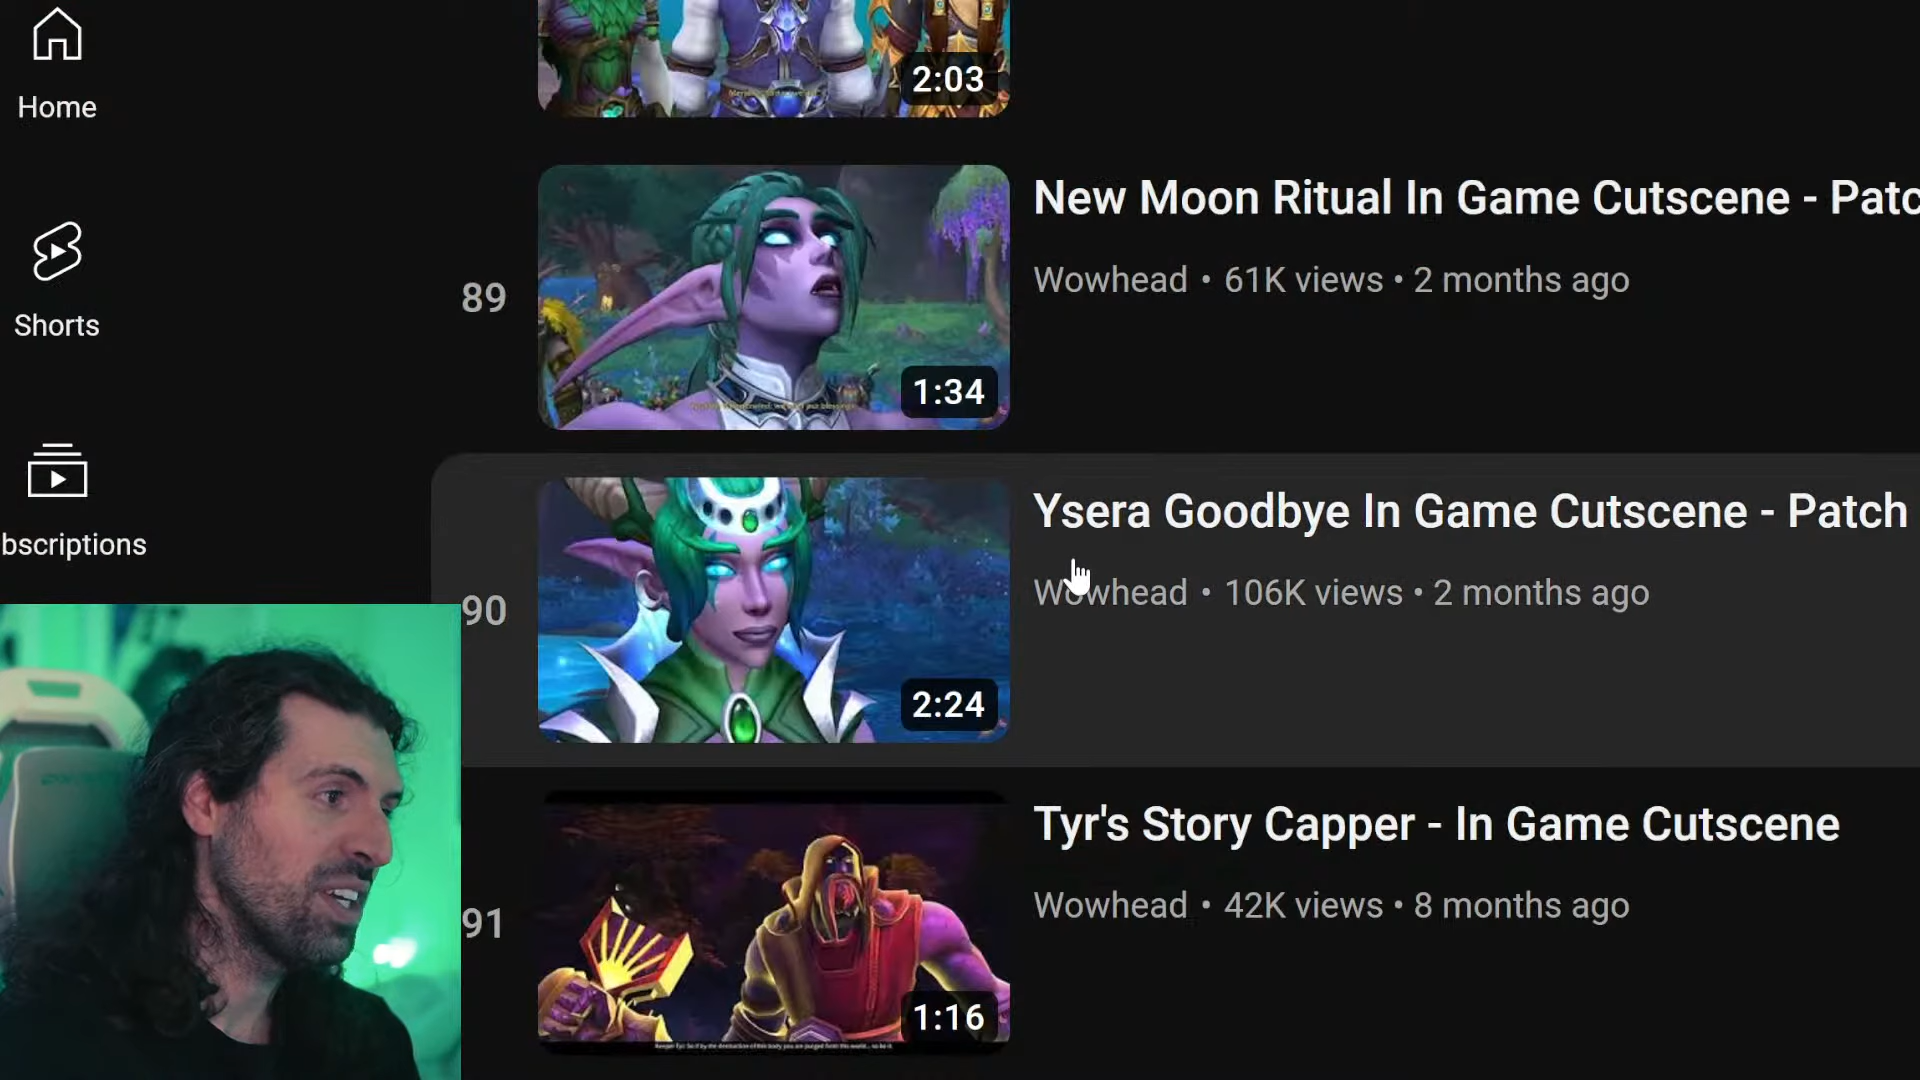 Home
2:03
89
1:34
New Moon Ritual In Game Cutscene - Patc
Wowhead • 61K views • 2 months ago
Shorts
bscriptions
90
2:24
Ysera Goodbye In Game Cutscene - Patch
Wowhead • 106K views • 2 months ago
91
1:16
Tyr's Story Capper - In Game Cutscene
Wowhead • 42K views • 8 months ago